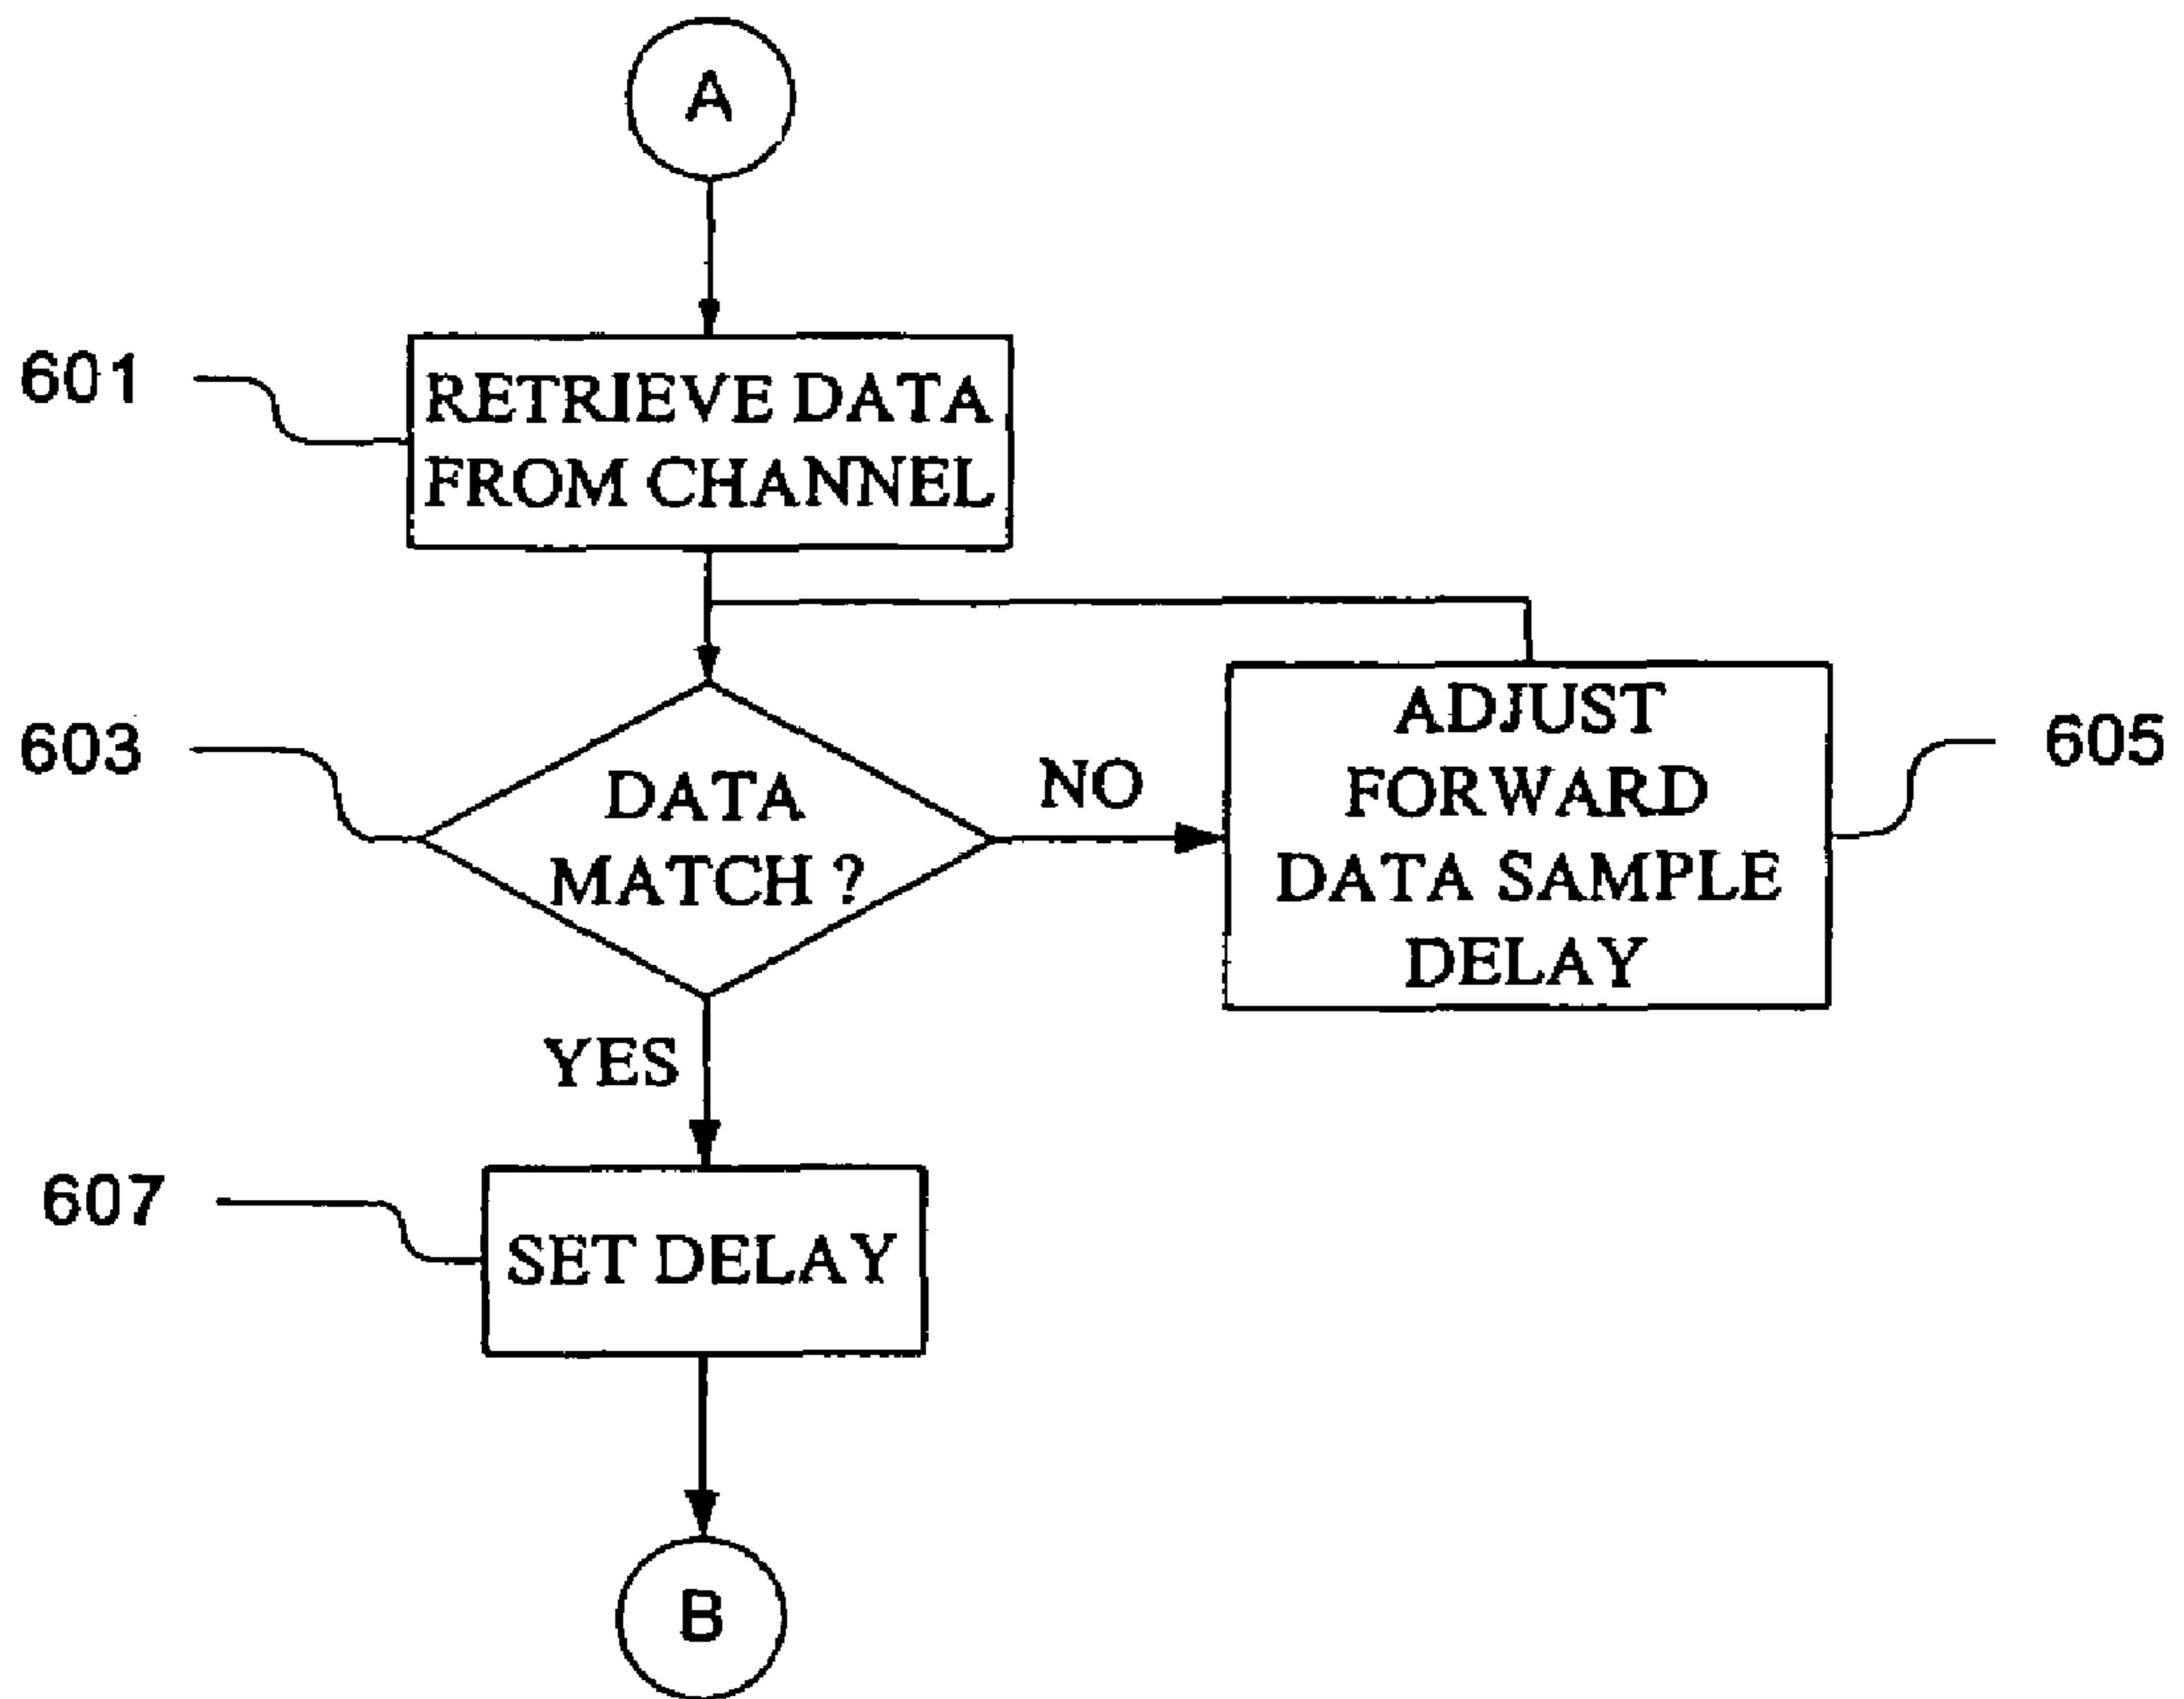 A
601
RETRIEVE DATA
FROM CHANNEL
603
DATA
MATCH ?
NO
ADJUST
FORWARD
DATA SAMPLE
DELAY
605
YES
607
SET DELAY
B